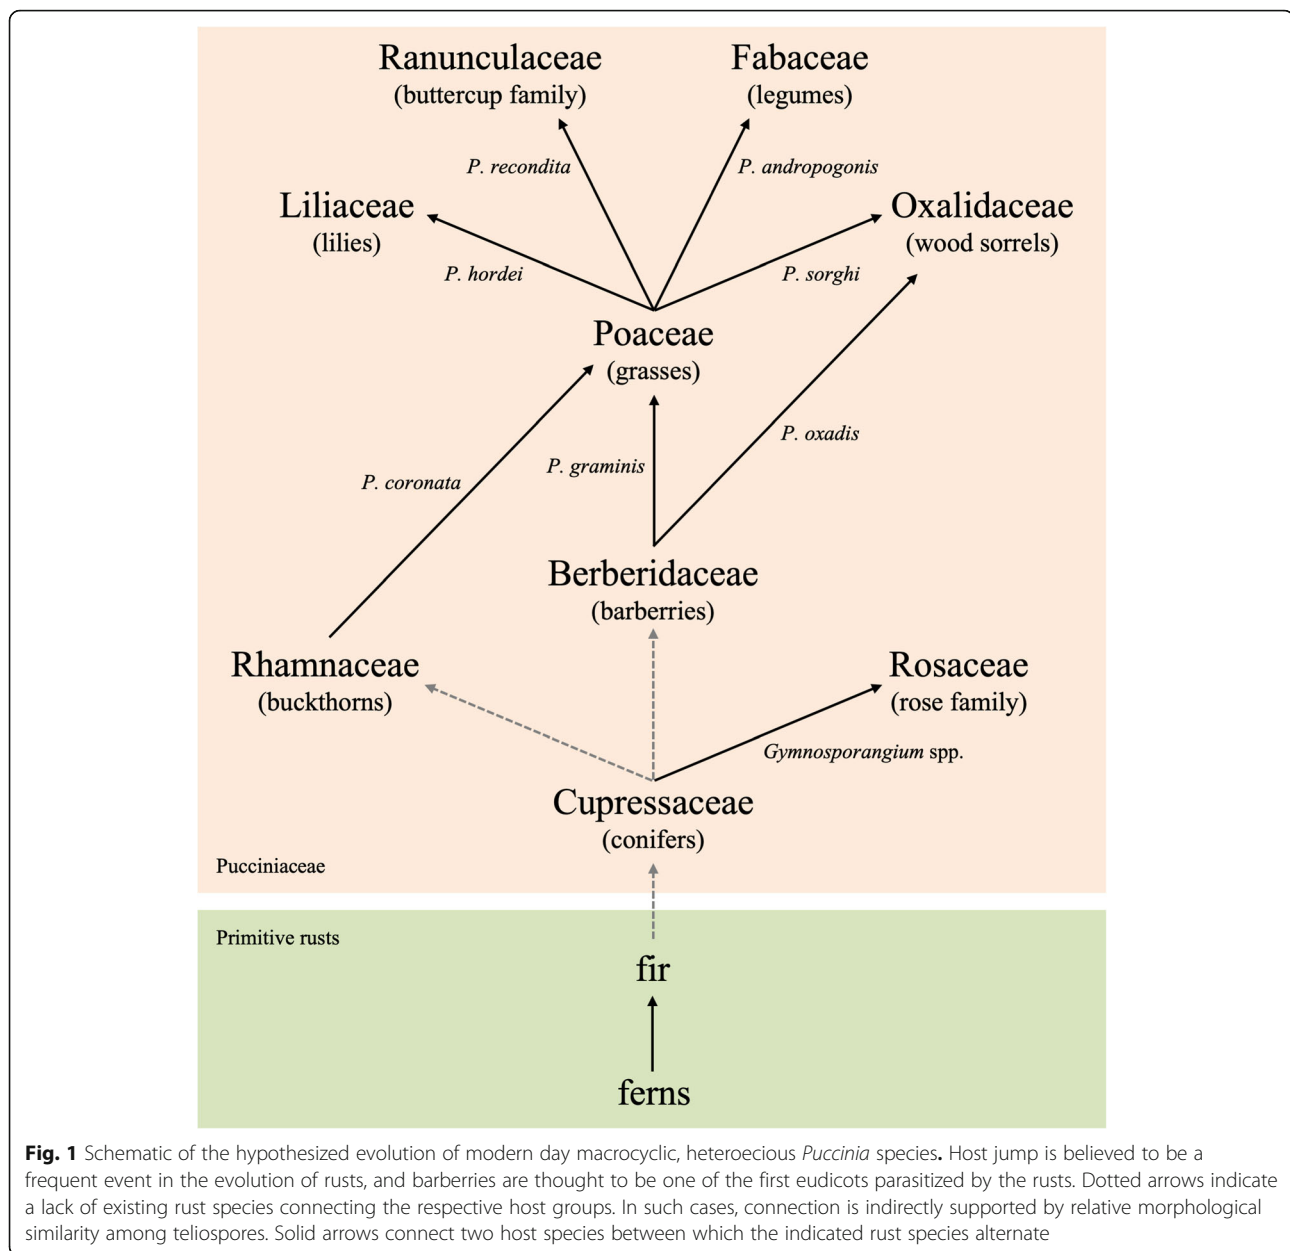 Ranunculaceae
(buttercup family)
Fabaceae
(legumes)
P. recondita
P. andropogonis
Liliaceae
(lilies)
Oxalidaceae
(wood sorrels)
P. hordei
P. sorghi
Poaceae
(grasses)
P. oxadis
P. graminis
P. coronata
Berberidaceae
(barberries)
Rhamnaceae
(buckthorns)
Rosaceae
(rose family)
Gymnosporangium spp.
Cupressaceae
(conifers)
Pucciniaceae
Primitive rusts
fir
ferns
Fig. 1 Schematic of the hypothesized evolution of modern day macrocyclic, heteroecious Puccinia species. Host jump is believed to be a
frequent event in the evolution of rusts, and barberries are thought to be one of the first eudicots parasitized by the rusts. Dotted arrows indicate
a lack of existing rust species connecting the respective host groups. In such cases, connection is indirectly supported by relative morphological
similarity among teliospores. Solid arrows connect two host species between which the indicated rust species alternate